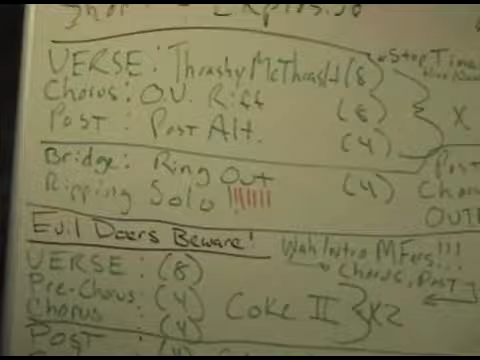 VERSE: Thrashy McThrash (8)
Stop Time
Chorus: O.V. Riff (8)
Post: Post Alt. (4)
X
Bridge: Ring Out (4)
Ripping Solo !!!!!!!!
Post
Evil Doers Beware!
Wah Intro MFers!!!
Chorus, Post
VERSE: (8)
Pre-Chorus: (4)
Chorus (4)
Coke II
X2
Post (4)